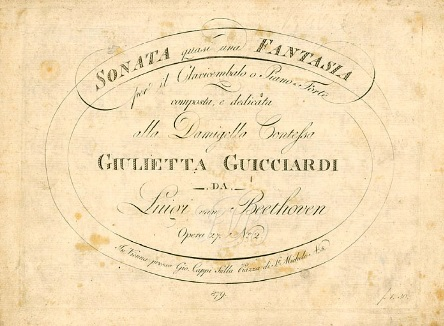 SONATA quasi una FANTASIA
per il Clavicembalo o Piano-Forte
composta, e dedicata
alla Damigella Contessa
GIULIETTA GUICCIARDI
DA
Luigi van Beethoven
Opera 27 No. 2
In Vienna presso Gio. Cappi Sulla Piazza di St. Michele No. 5
879.